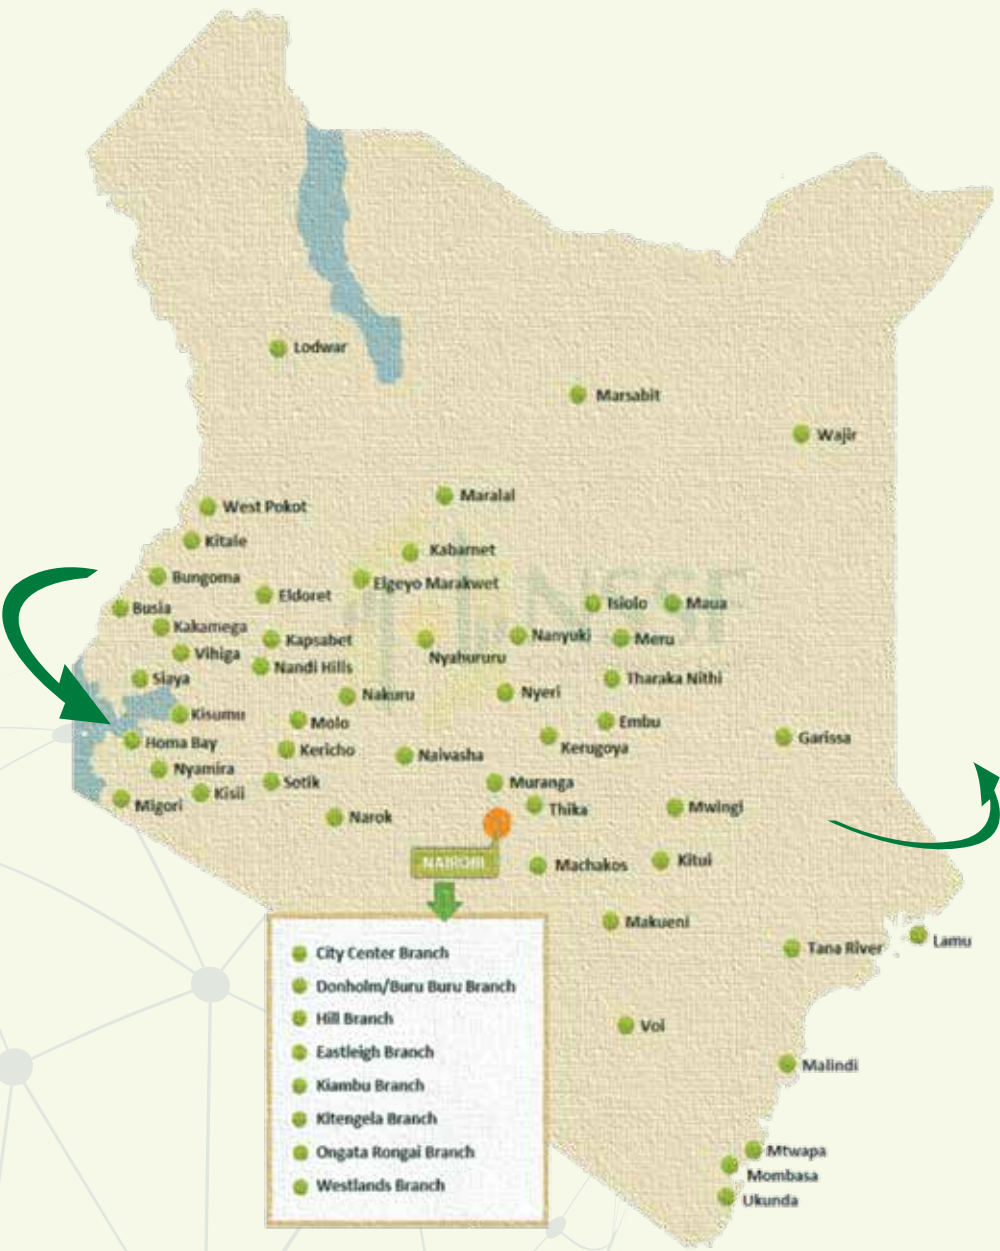 Lodwar
Marsabit
Wajir
Maralal
West Pokot
Kitale
Kabarnet
Bungoma
Elgeyo Marakwet
Eldoret
NSSF
Isiolo
Maua
Busia
Kakamega
Kapsabet
Nanyuki
Meru
Vihiga
Nyahururu
Nandi Hills
Siaya
Tharaka Nithi
Nakuru
Nyeri
Kisumu
Molo
Embu
Homa Bay
Kericho
Kerugoya
Garissa
Naivasha
Nyamira
Sotik
Muranga
Kisii
Migori
Thika
Mwingi
Narok
NAIROBI
Machakos
Kitui
Makueni
Lamu
Tana River
City Center Branch
Donholm/Buru Buru Branch
Hill Branch
Voi
Eastleigh Branch
Malindi
Kiambu Branch
Kitengela Branch
Ongata Rongai Branch
Mtwapa
Mombasa
Westlands Branch
Ukunda